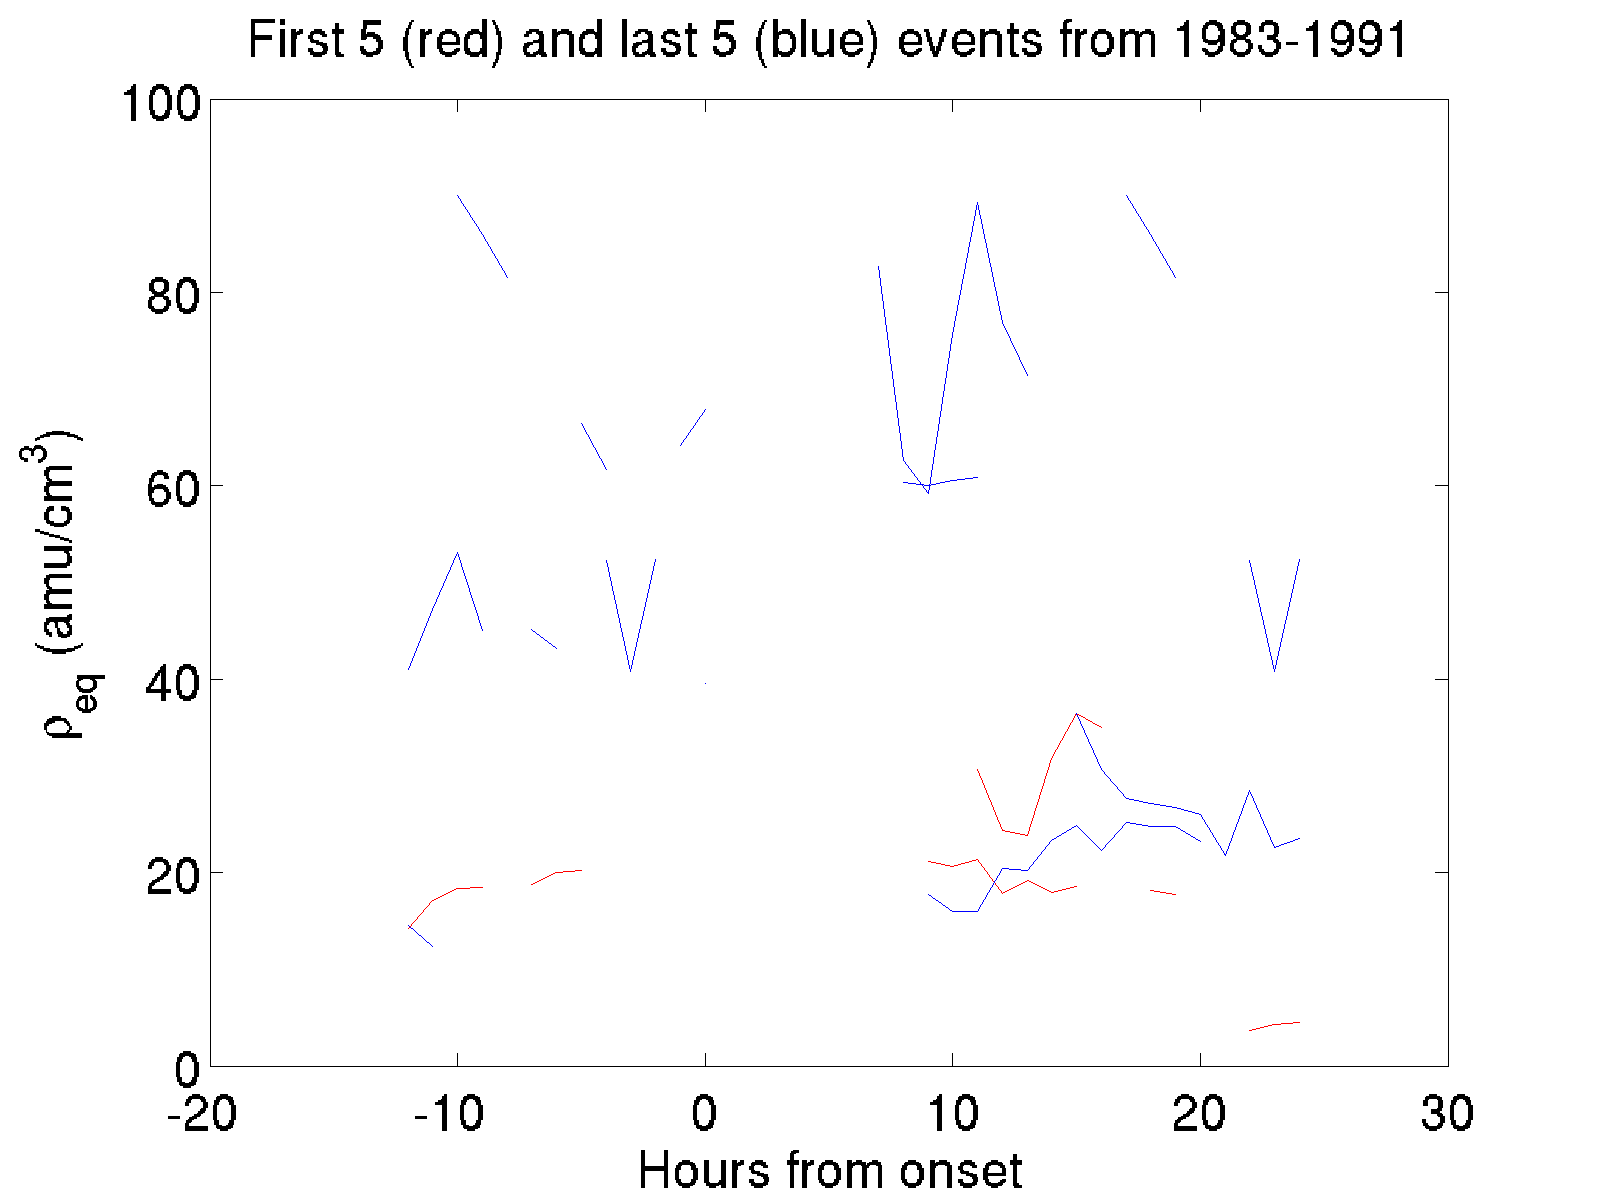 First 5 (red) and last 5 (blue) events from 1983-1991
100
80
60
40
20
0
ρeq (amu/cm3)
-20 -10 0 10 20 30
Hours from onset